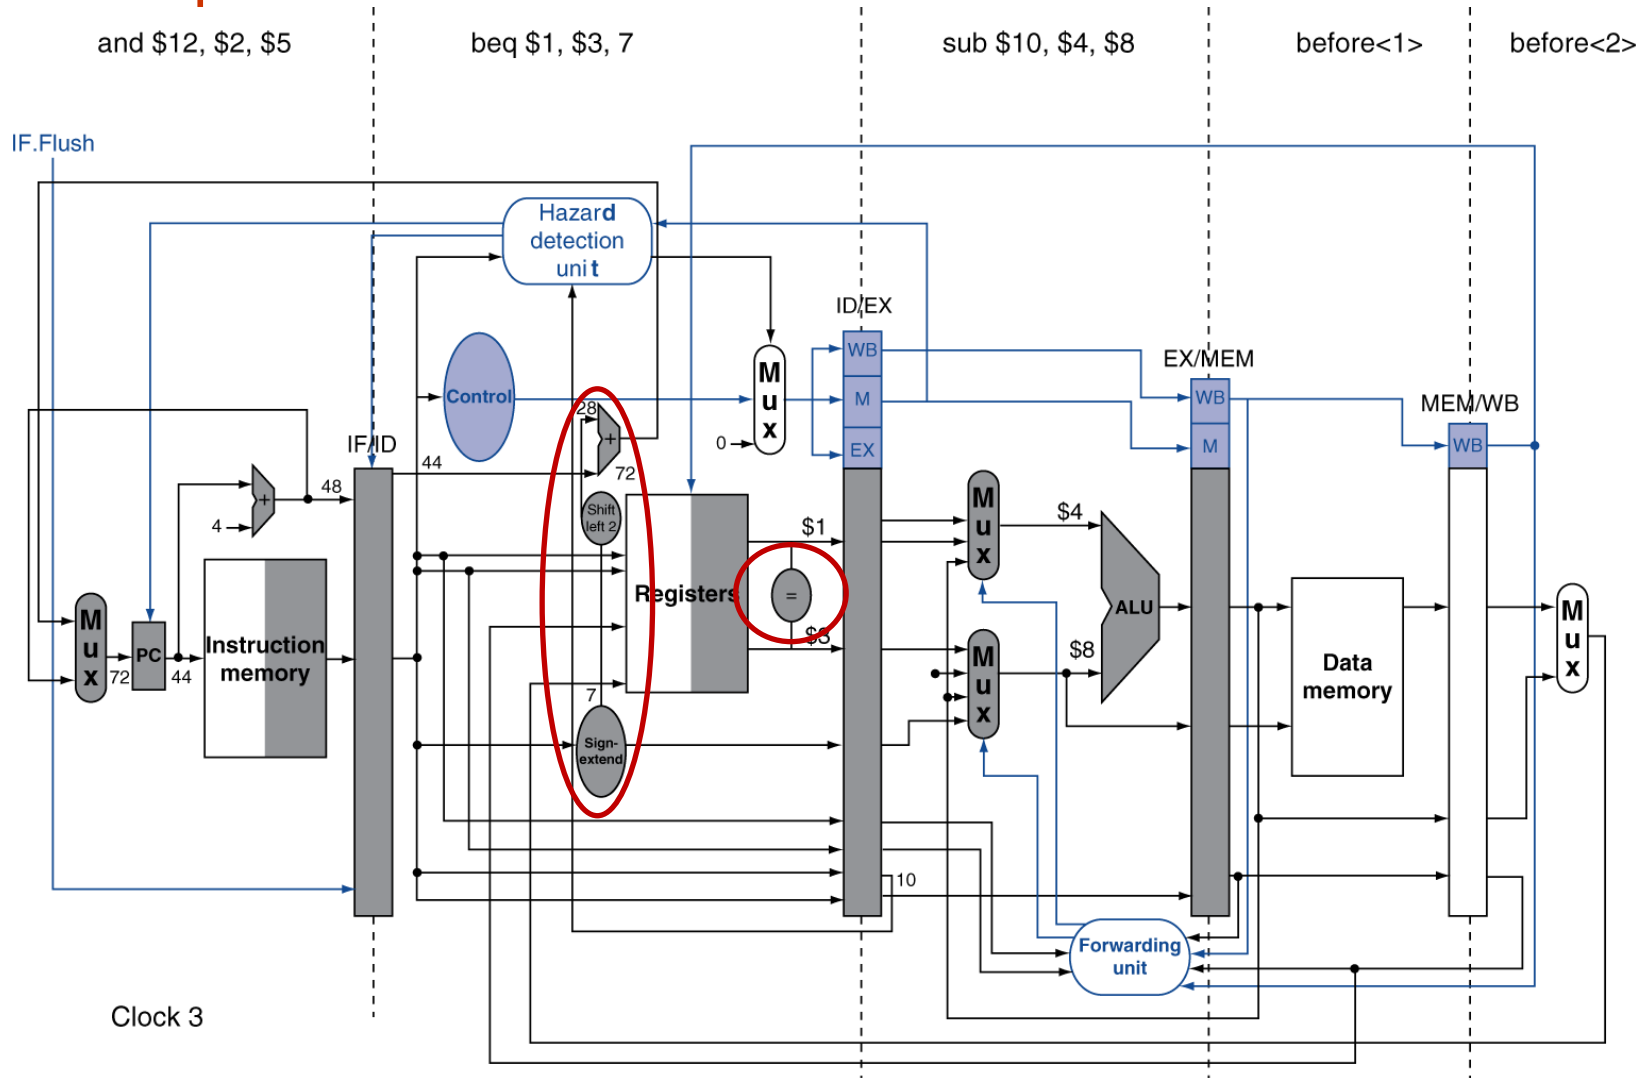 and $12, $2, $5
beq $1, $3, 7
sub $10, $4, $8
before<1>
before<2>
IF.Flush
Hazard
detection
unit
ID/EX
WB
M
EX
EX/MEM
WB
M
MEM/WB
WB
Control
M
u
x
0
28
+
72
IF/ID
44
48
+
4
Shift
left 2
Registers
$1
=
$3
M
u
x
$4
ALU
$8
M
u
x
M
u
x
72
PC
44
Instruction
memory
7
Sign-
extend
Data
memory
M
u
x
10
Forwarding
unit
Clock 3